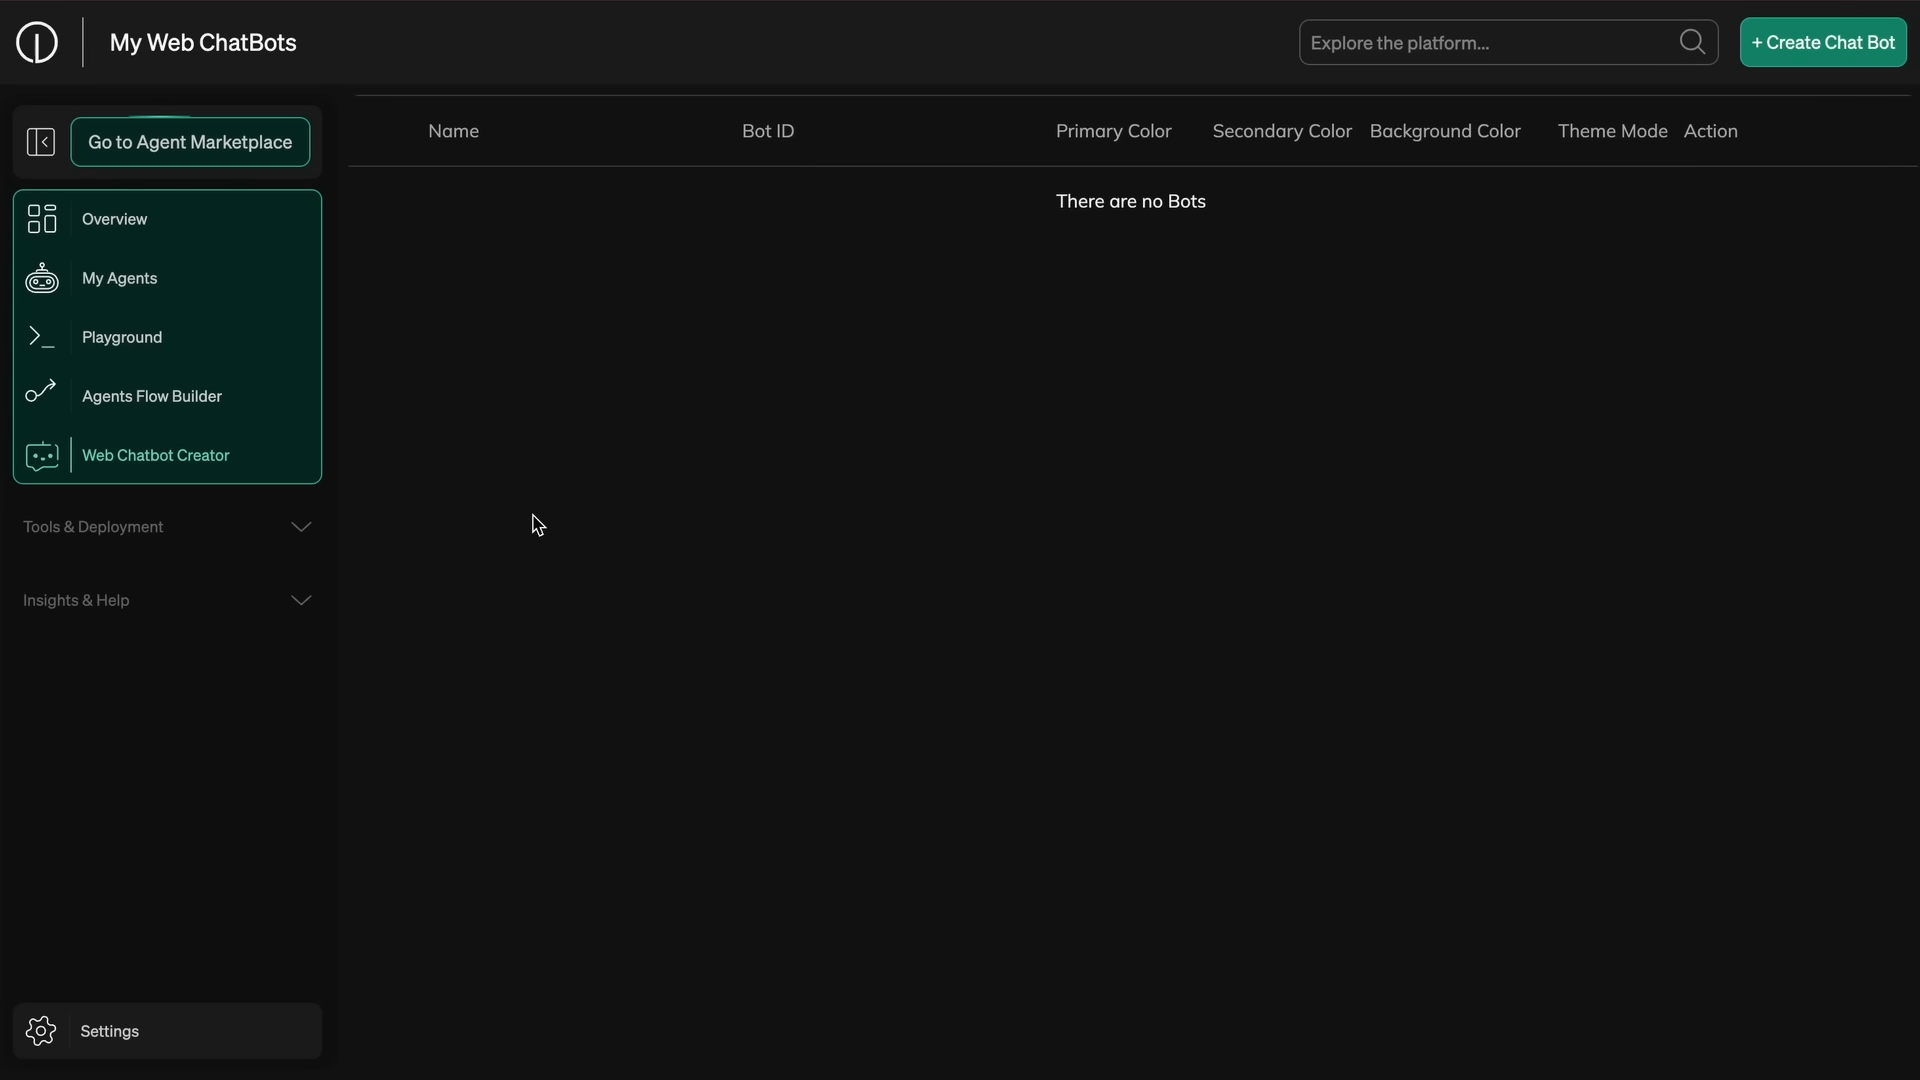 My Web ChatBots
Explore the platform...
+ Create Chat Bot
Go to Agent Marketplace
Overview
My Agents
Playground
Agents Flow Builder
Web Chatbot Creator
Tools & Deployment
Insights & Help
Settings
Name Bot ID Primary Color Secondary Color Background Color Theme Mode Action
There are no Bots